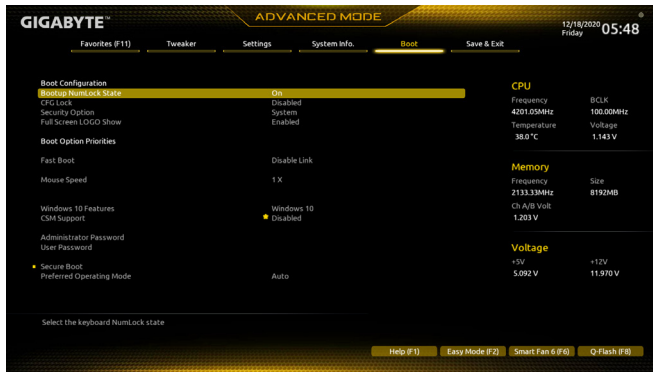 GIGABYTE™
ADVANCED MODE
12/18/2020 Friday 05:48
Favorites (F11) Tweaker Settings System Info. Boot Save & Exit
Boot Configuration
Bootup NumLock State On
CFG Lock Disabled
Security Option System
Full Screen LOGO Show Enabled
Boot Option Priorities
Fast Boot Disable Link
Mouse Speed 1 X
Windows 10 Features Windows 10
CSM Support Disabled
Administrator Password
User Password
Secure Boot
Preferred Operating Mode Auto
CPU
Frequency BCLK
4201.05MHz 100.00MHz
Temperature Voltage
38.0 °C 1.143 V
Memory
Frequency Size
2133.33MHz 8192MB
Ch A/B Volt
1.203 V
Voltage
+5V +12V
5.092 V 11.970 V
Select the keyboard NumLock state
Help (F1) Easy Mode (F2) Smart Fan 6 (F6) Q-Flash (F8)